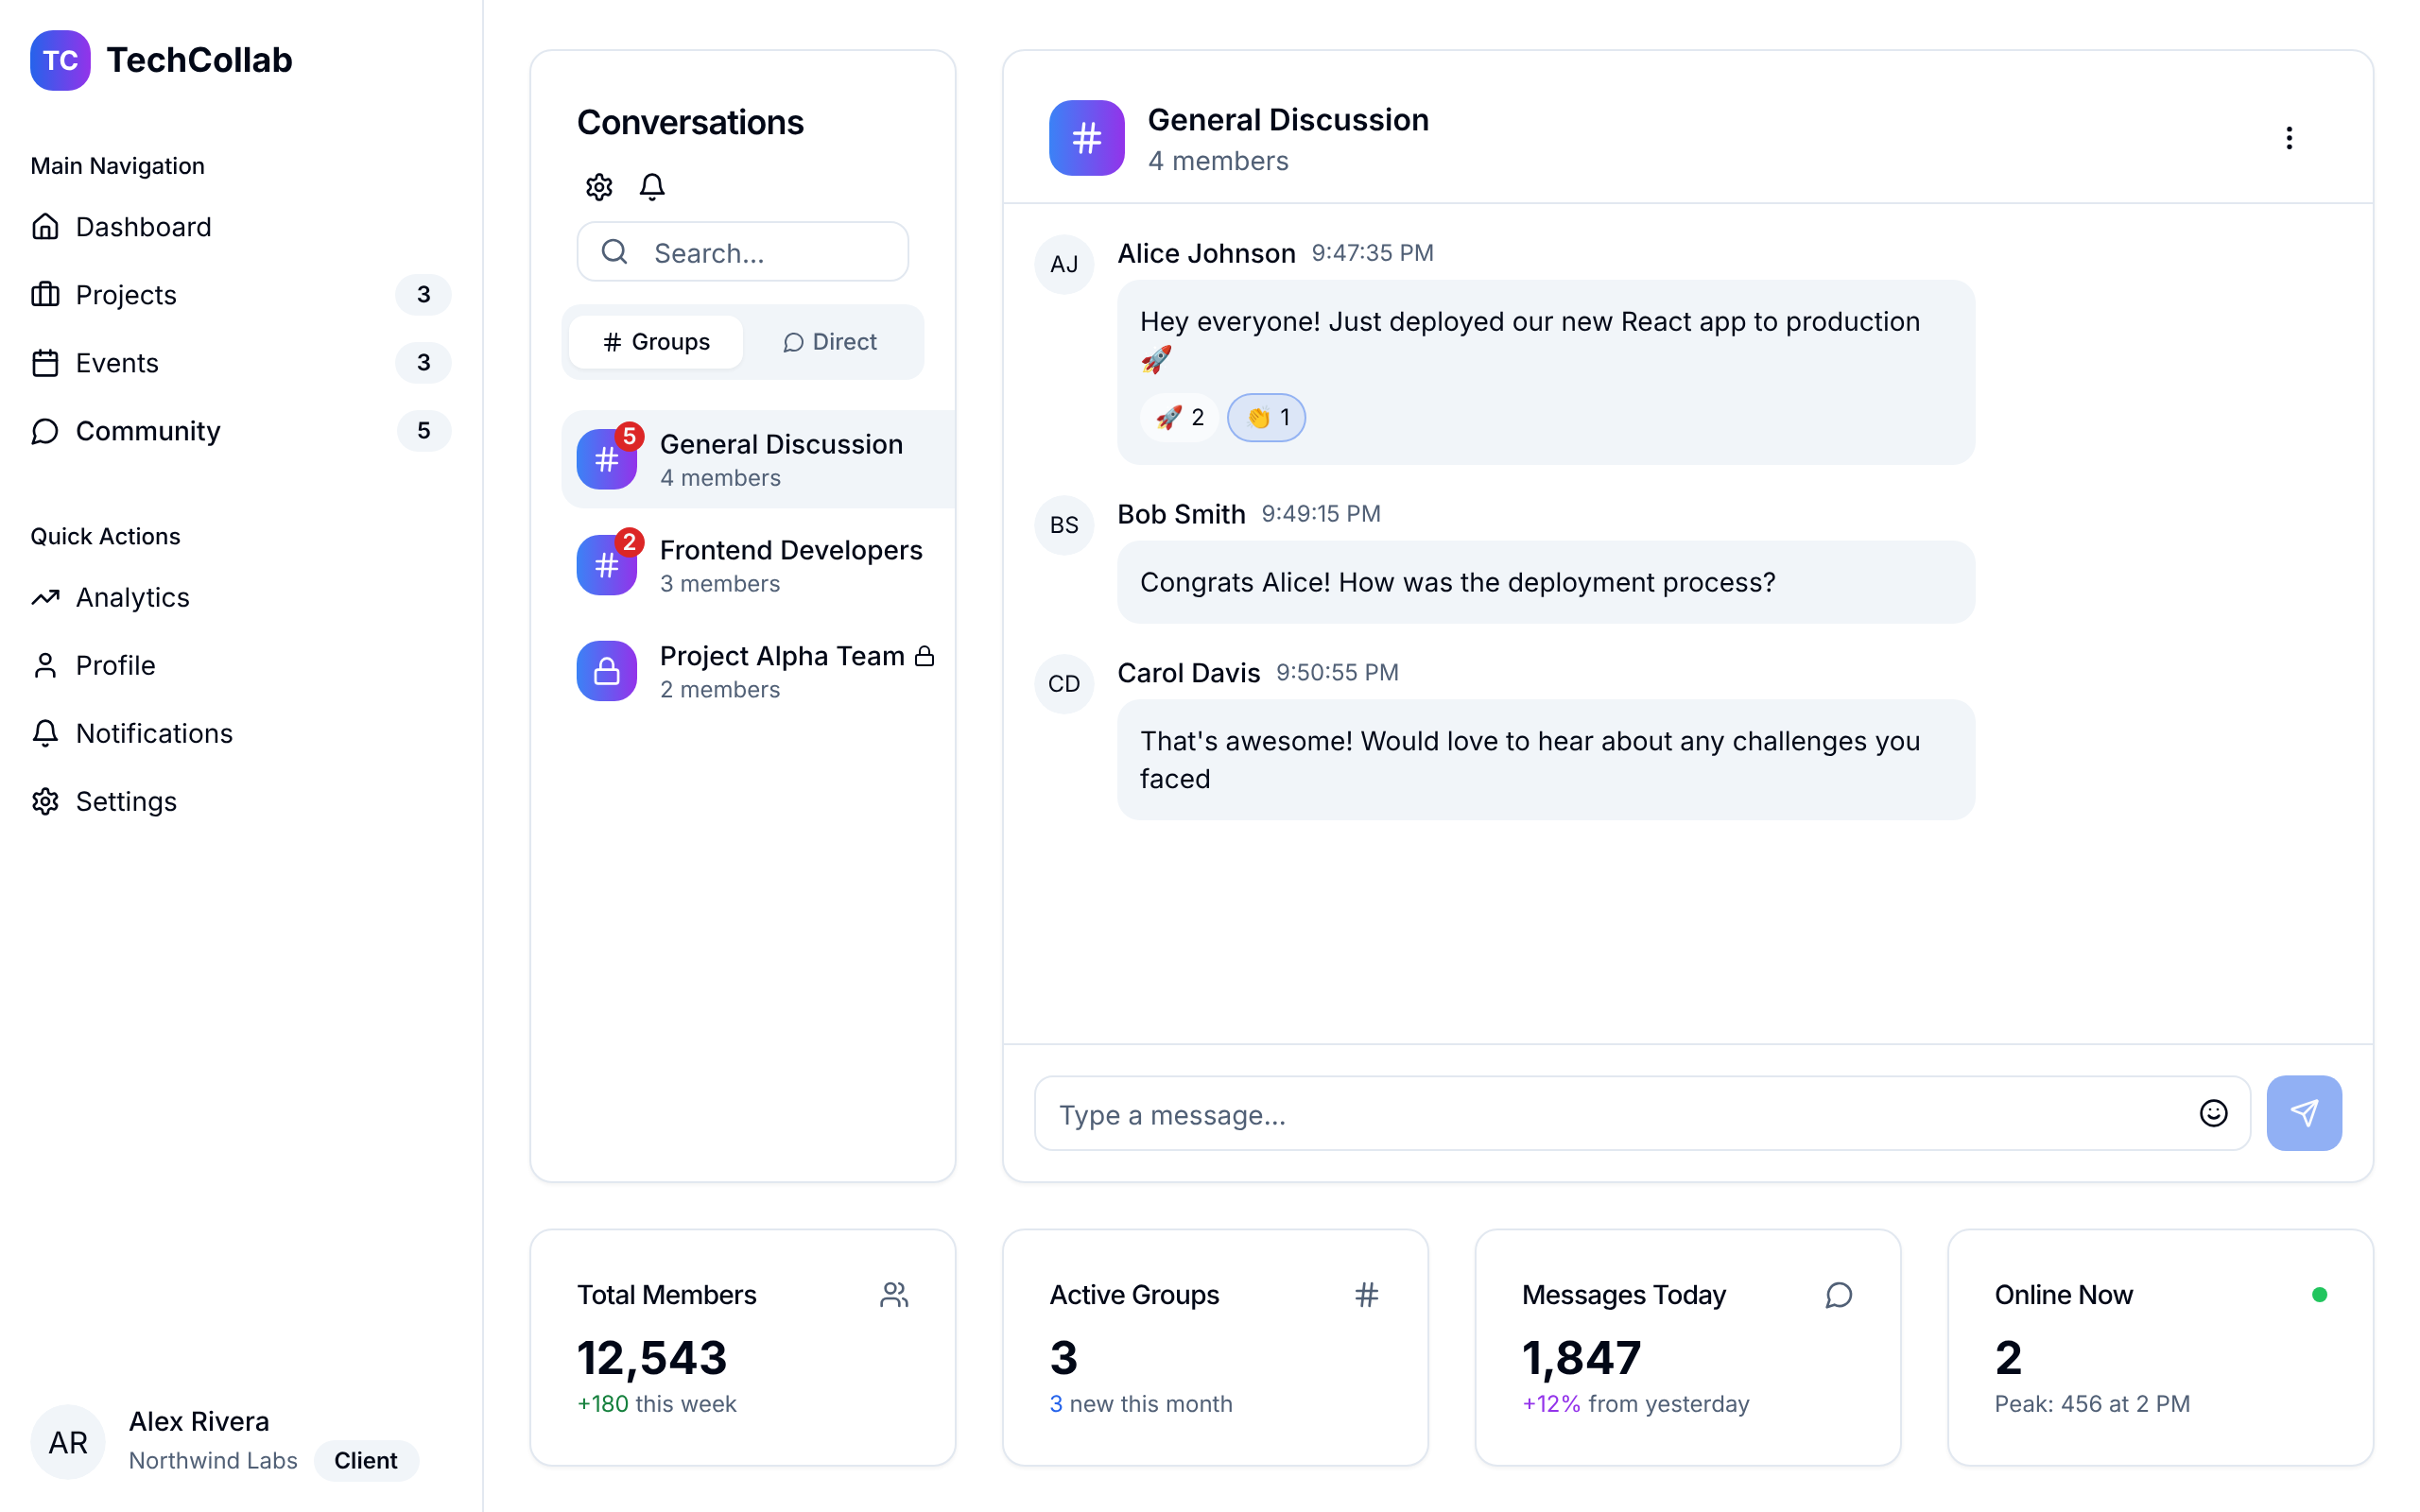 TC TechCollab
Main Navigation
Dashboard
Projects 3
Events 3
Community 5
Quick Actions
Analytics
Profile
Notifications
Settings
AR
Alex Rivera
Northwind Labs Client
Conversations
Search...
# Groups Direct
# 5 General Discussion
4 members
# 2 Frontend Developers
3 members
Project Alpha Team
2 members
# General Discussion
4 members
AJ Alice Johnson 9:47:35 PM
Hey everyone! Just deployed our new React app to production
🚀
🚀 2 👏 1
BS Bob Smith 9:49:15 PM
Congrats Alice! How was the deployment process?
CD Carol Davis 9:50:55 PM
That's awesome! Would love to hear about any challenges you
faced
Type a message...
Total Members
12,543
+180 this week
Active Groups #
3
3 new this month
Messages Today
1,847
+12% from yesterday
Online Now
2
Peak: 456 at 2 PM